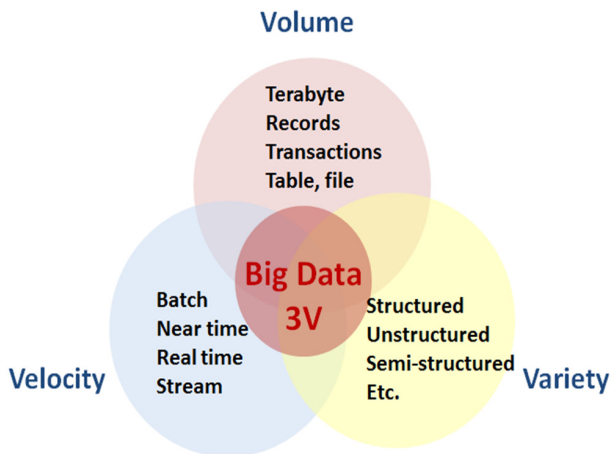 Volume
Terabyte
Records
Transactions
Table, file
Big Data
3V
Batch
Near time
Real time
Stream
Velocity
Structured
Unstructured
Semi-structured
Etc.
Variety